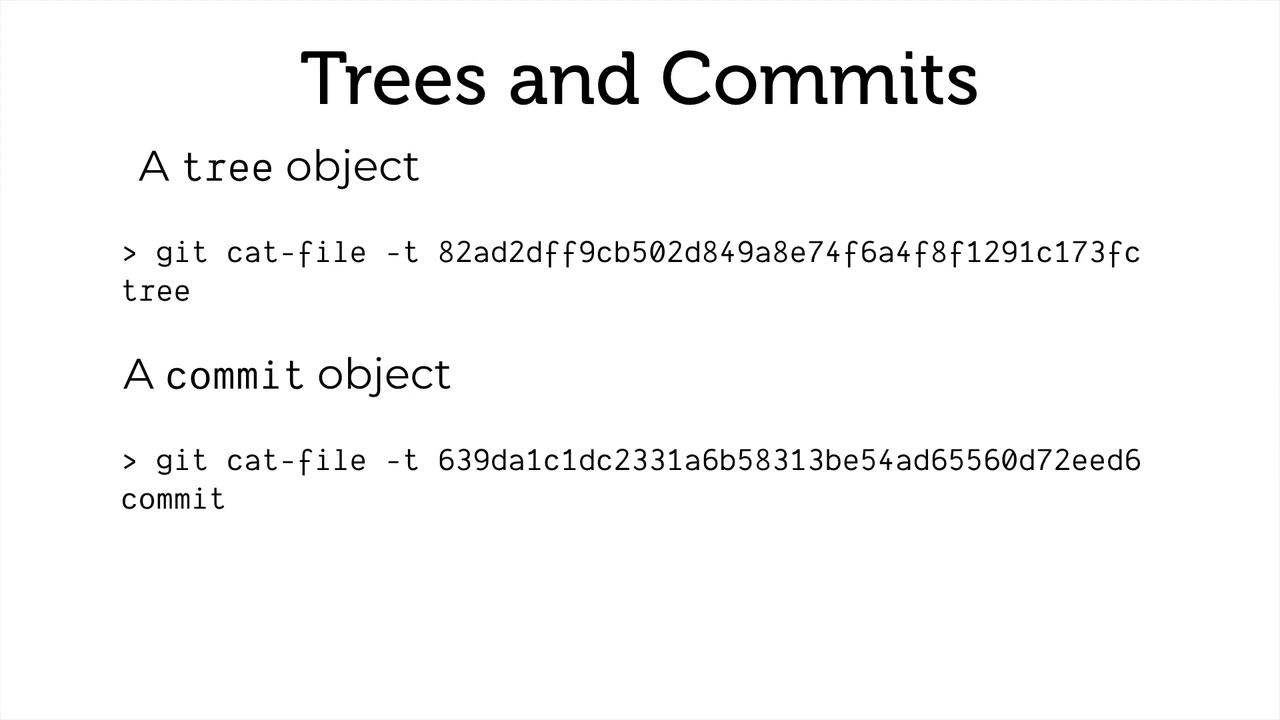 Trees and Commits
A tree object
> git cat-file -t 82ad2dff9cb502d849a8e74f6a4f8f1291c173fc
tree
A commit object
> git cat-file -t 639da1c1dc2331a6b58313be54ad65560d72eed6
commit